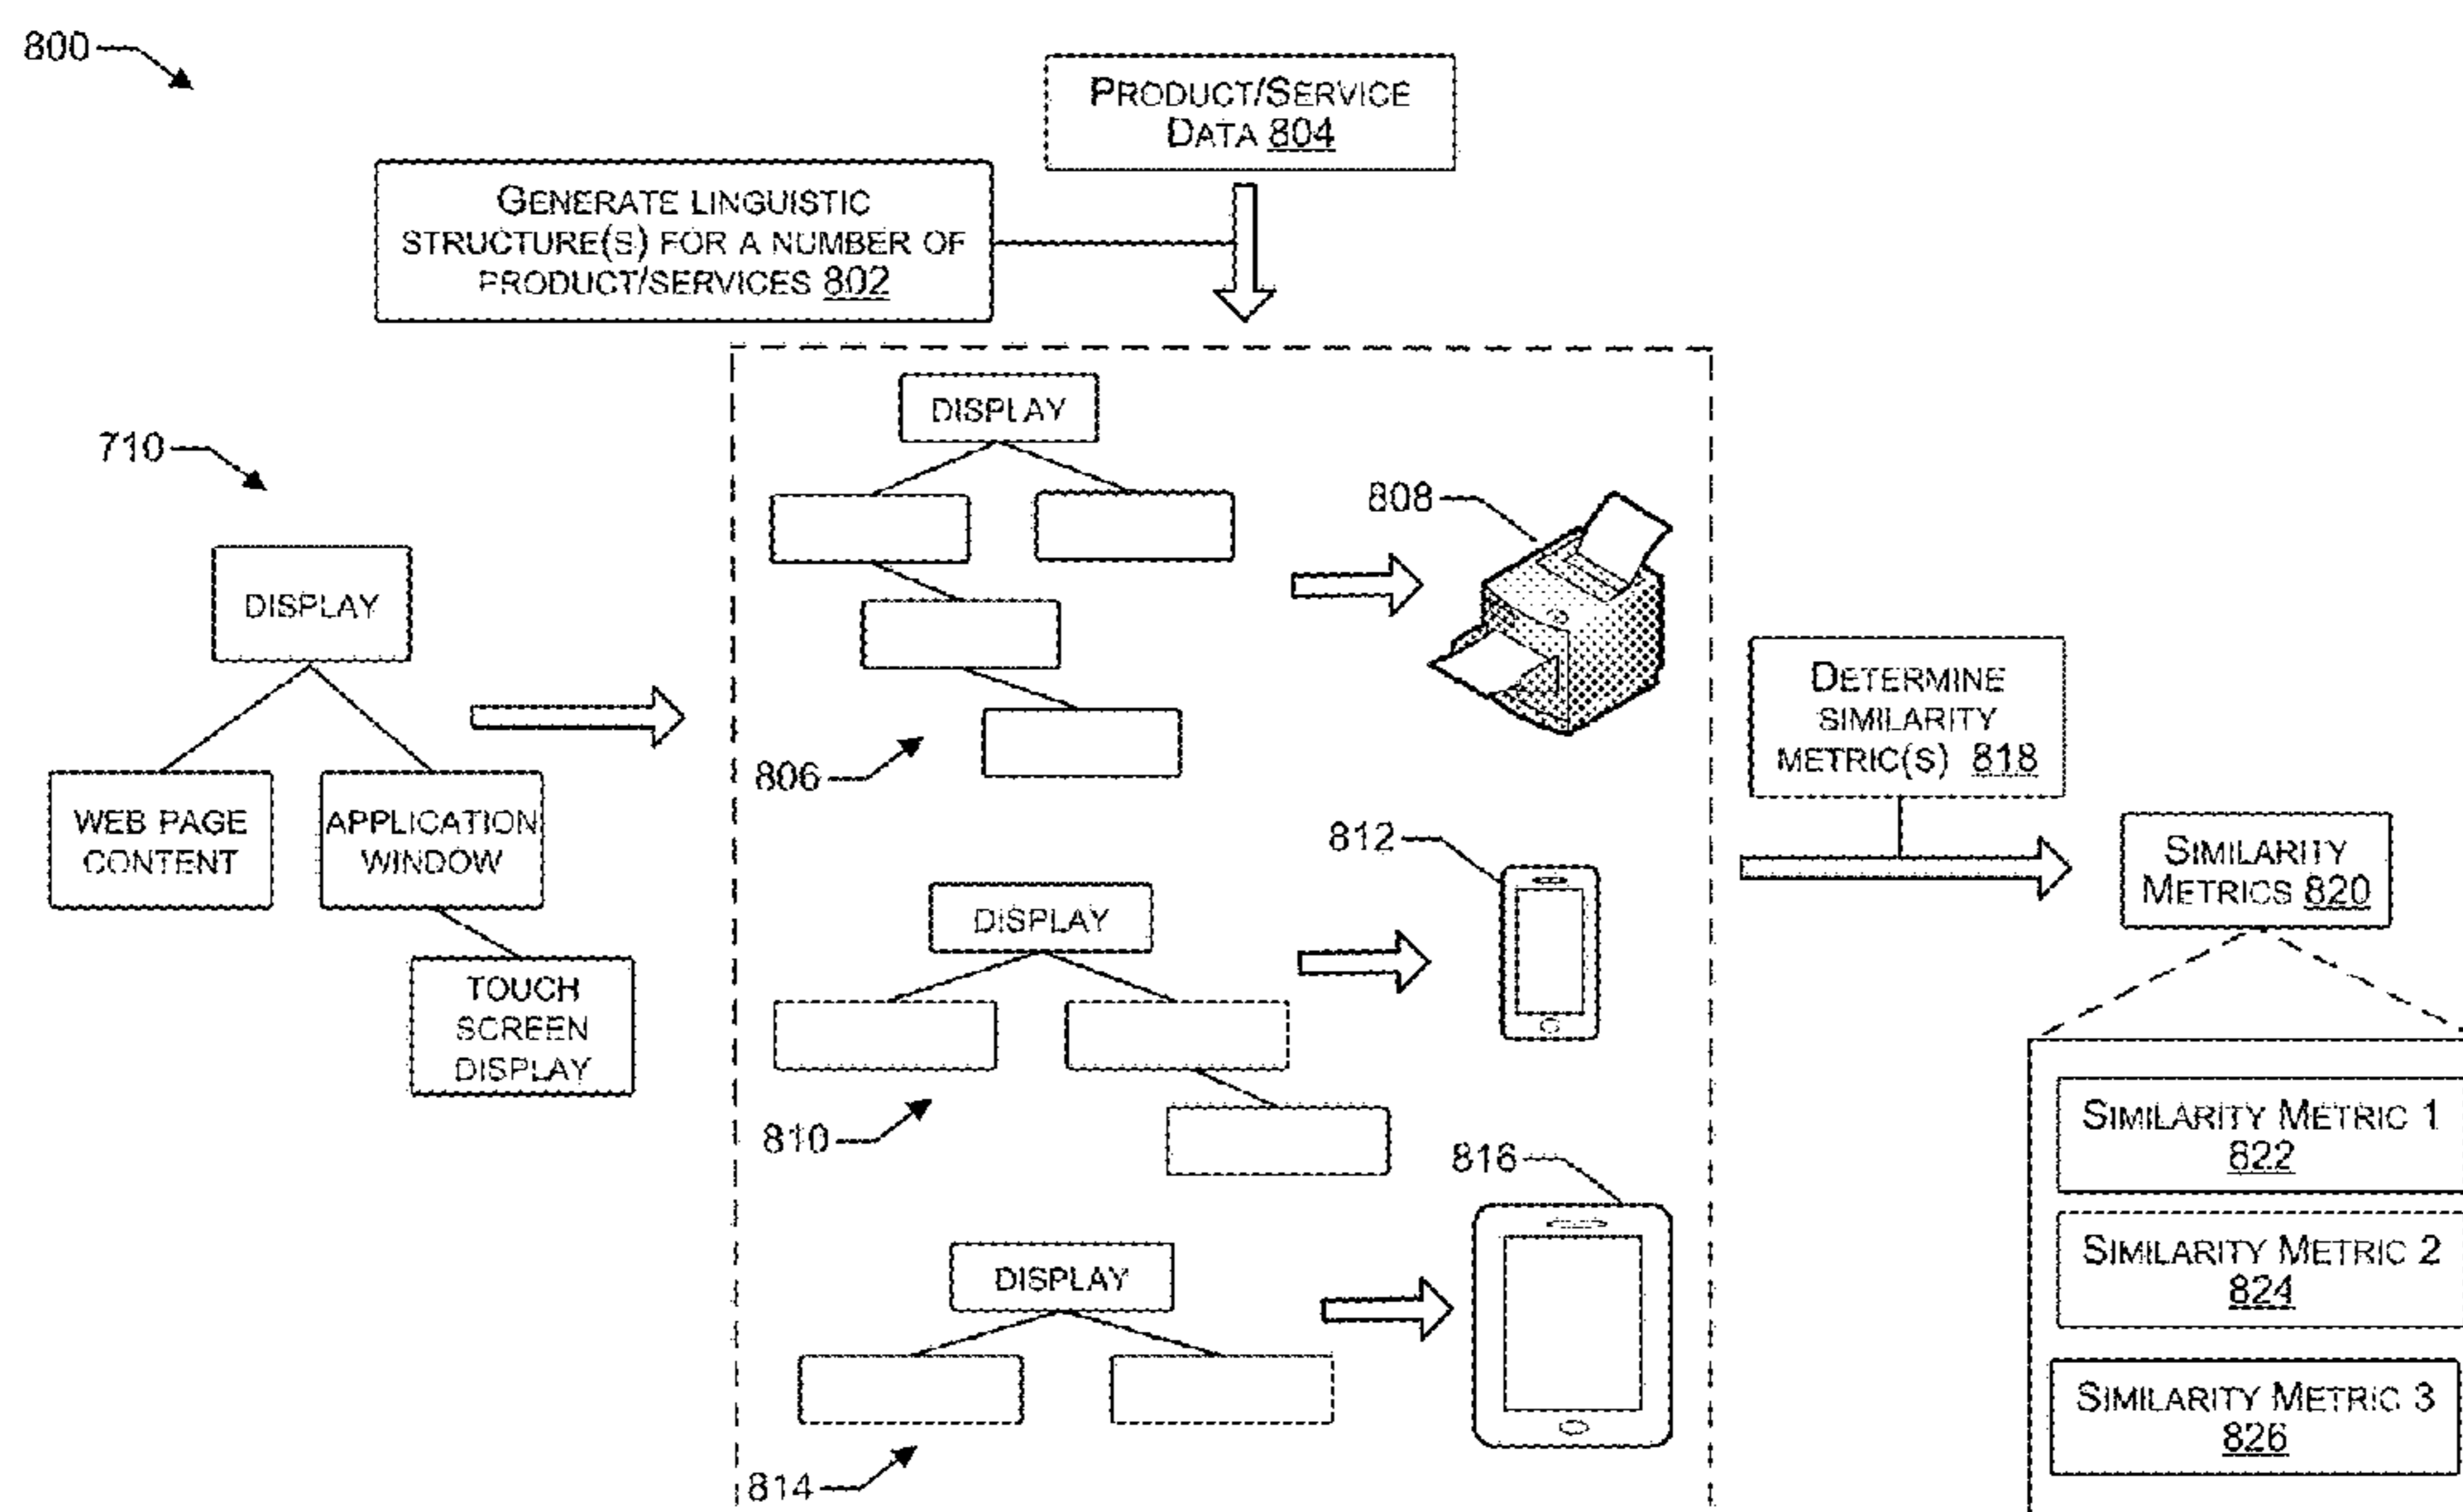 800
PRODUCT/SERVICE
DATA 804
GENERATE LINGUISTIC
STRUCTURE(S) FOR A NUMBER OF
PRODUCT/SERVICES 802
710
DISPLAY
WEB PAGE
CONTENT
APPLICATION
WINDOW
TOUCH
SCREEN
DISPLAY
DISPLAY
806
808
DISPLAY
810
812
DISPLAY
814
816
DETERMINE
SIMILARITY
METRIC(S) 818
SIMILARITY
METRICS 820
SIMILARITY METRIC 1
822
SIMILARITY METRIC 2
824
SIMILARITY METRIC 3
826